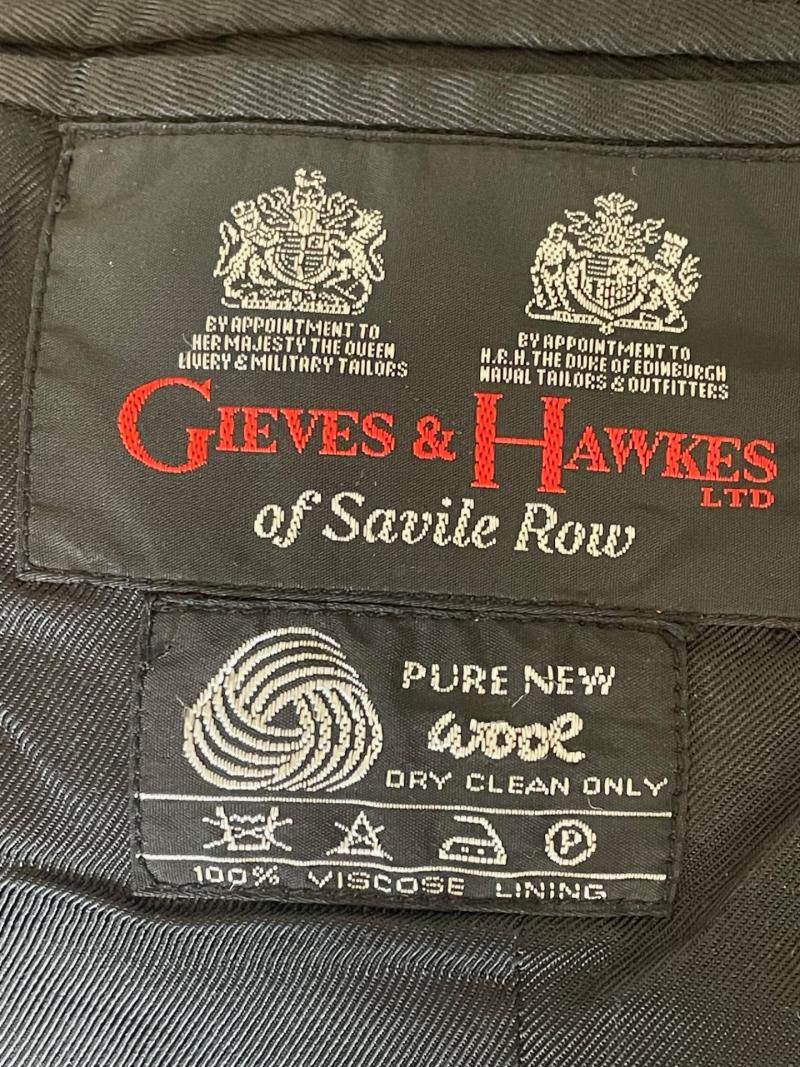 BY APPOINTMENT TO
HER MAJESTY THE QUEEN
LIVERY & MILITARY TAILORS
BY APPOINTMENT TO
H.R.H. THE DUKE OF EDINBURGH
NAVAL TAILORS & OUTFITTERS
GIEVES & HAWKES
LTD
of Savile Row
PURE NEW
wool
DRY CLEAN ONLY
P
100% VISCOSE LINING